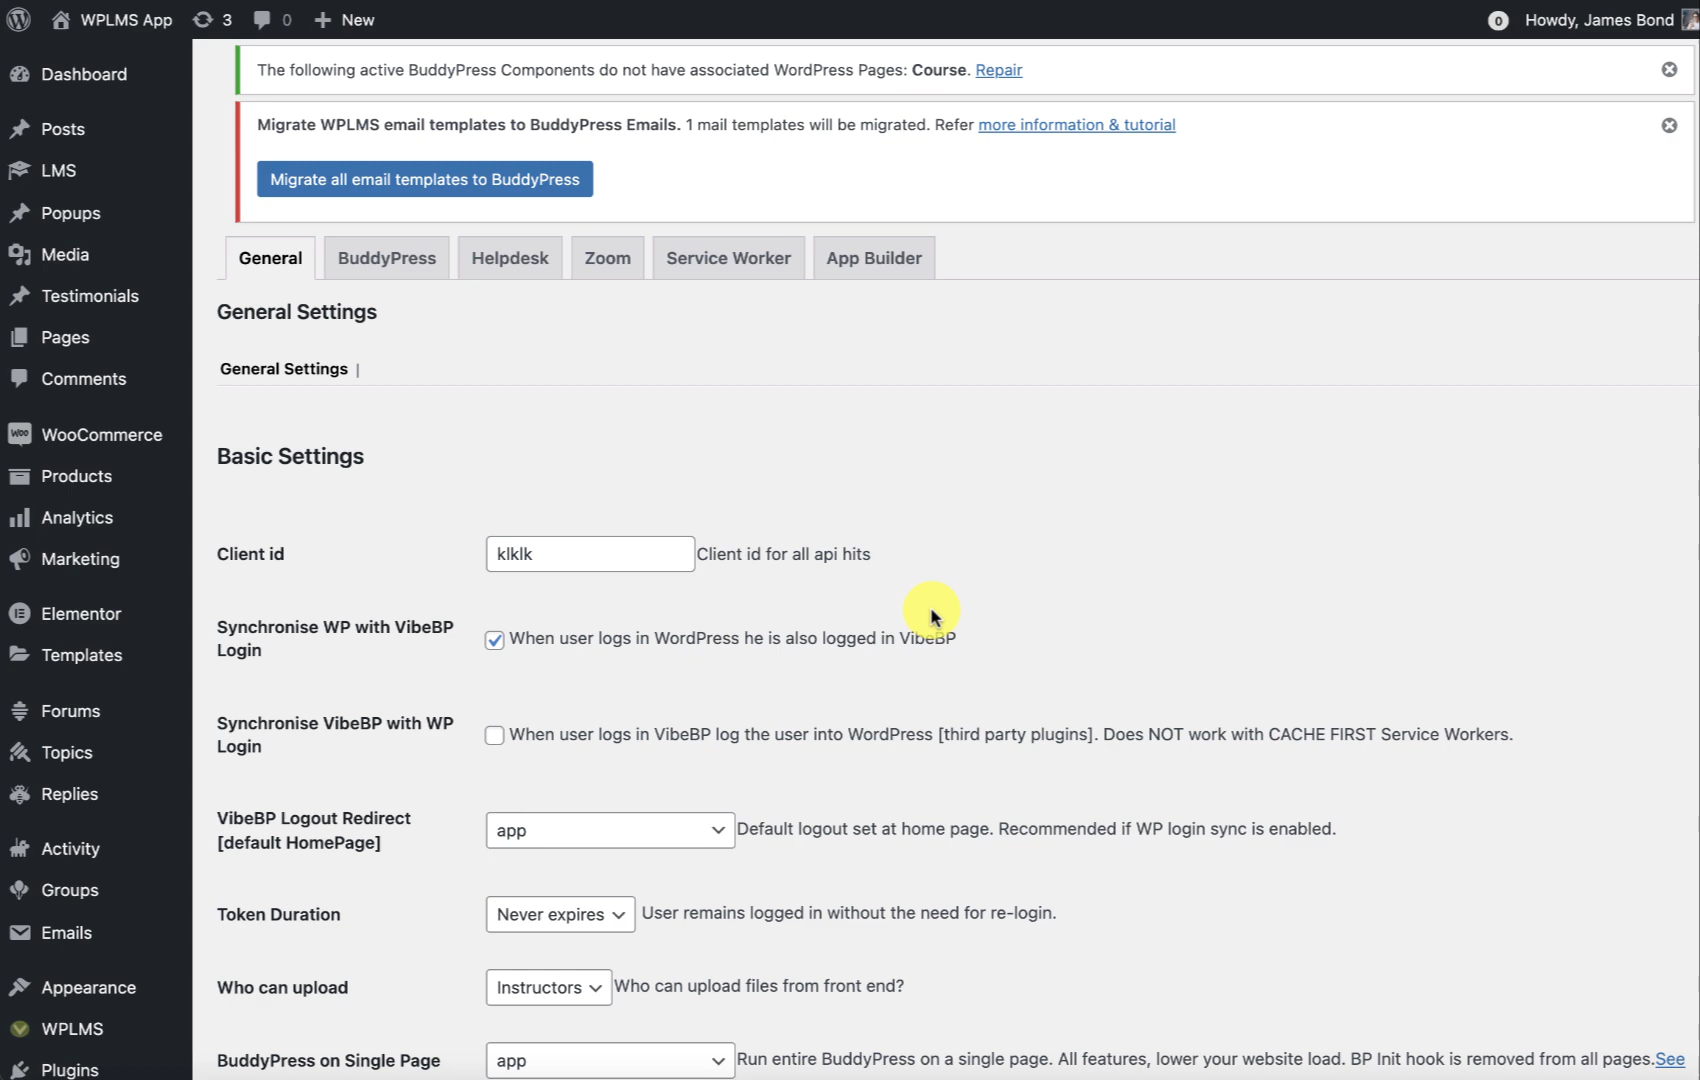 WPLMS App 3 0 New 0 Howdy, James Bond
Dashboard
Posts
LMS
Popups
Media
Testimonials
Pages
Comments
Woo WooCommerce
Products
Analytics
Marketing
Elementor
Templates
Forums
Topics
Replies
Activity
Groups
Emails
Appearance
WPLMS
Plugins
The following active BuddyPress Components do not have associated WordPress Pages: Course. Repair
Migrate WPLMS email templates to BuddyPress Emails. 1 mail templates will be migrated. Refer more information & tutorial
Migrate all email templates to BuddyPress
General BuddyPress Helpdesk Zoom Service Worker App Builder
General Settings
General Settings |
Basic Settings
Client id klklk Client id for all api hits
Synchronise WP with VibeBP
Login
When user logs in WordPress he is also logged in VibeBP
Synchronise VibeBP with WP
Login
When user logs in VibeBP log the user into WordPress [third party plugins]. Does NOT work with CACHE FIRST Service Workers.
VibeBP Logout Redirect
[default HomePage]
app Default logout set at home page. Recommended if WP login sync is enabled.
Token Duration Never expires User remains logged in without the need for re-login.
Who can upload Instructors Who can upload files from front end?
BuddyPress on Single Page app Run entire BuddyPress on a single page. All features, lower your website load. BP Init hook is removed from all pages.See